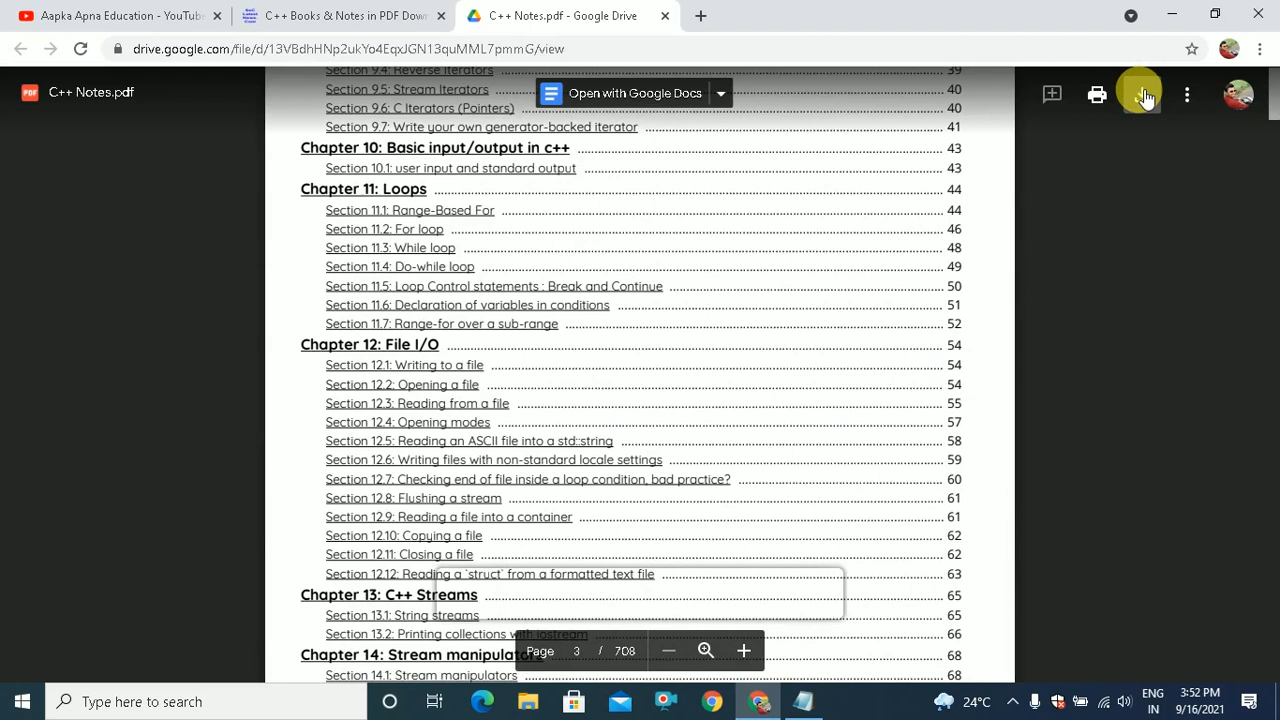 Aapka Apna Education - YouTube
C++ Books & Notes in PDF Down
C++ Notes.pdf - Google Drive
drive.google.com/file/d/13VBdhHNp2ukYo4EqxJGN13quMML7pmmG/view
PDF C++ Notes.pdf
Open with Google Docs
Section 9.4: Reverse Iterators 39
Section 9.5: Stream Iterators 40
Section 9.6: C Iterators (Pointers) 40
Section 9.7: Write your own generator-backed iterator 41
Chapter 10: Basic input/output in c++ 43
Section 10.1: user input and standard output 43
Chapter 11: Loops 44
Section 11.1: Range-Based For 44
Section 11.2: For loop 46
Section 11.3: While loop 48
Section 11.4: Do-while loop 49
Section 11.5: Loop Control statements : Break and Continue 50
Section 11.6: Declaration of variables in conditions 51
Section 11.7: Range-for over a sub-range 52
Chapter 12: File I/O 54
Section 12.1: Writing to a file 54
Section 12.2: Opening a file 54
Section 12.3: Reading from a file 55
Section 12.4: Opening modes 57
Section 12.5: Reading an ASCII file into a std::string 58
Section 12.6: Writing files with non-standard locale settings 59
Section 12.7: Checking end of file inside a loop condition, bad practice? 60
Section 12.8: Flushing a stream 61
Section 12.9: Reading a file into a container 61
Section 12.10: Copying a file 62
Section 12.11: Closing a file 62
Section 12.12: Reading a `struct` from a formatted text file 63
Chapter 13: C++ Streams 65
Section 13.1: String streams 65
Section 13.2: Printing collections with iostream 66
Chapter 14: Stream manipulators 68
Section 14.1: Stream manipulators 68
Page 3 / 708
Type here to search
24°C
ENG
IN
3:52 PM
9/16/2021